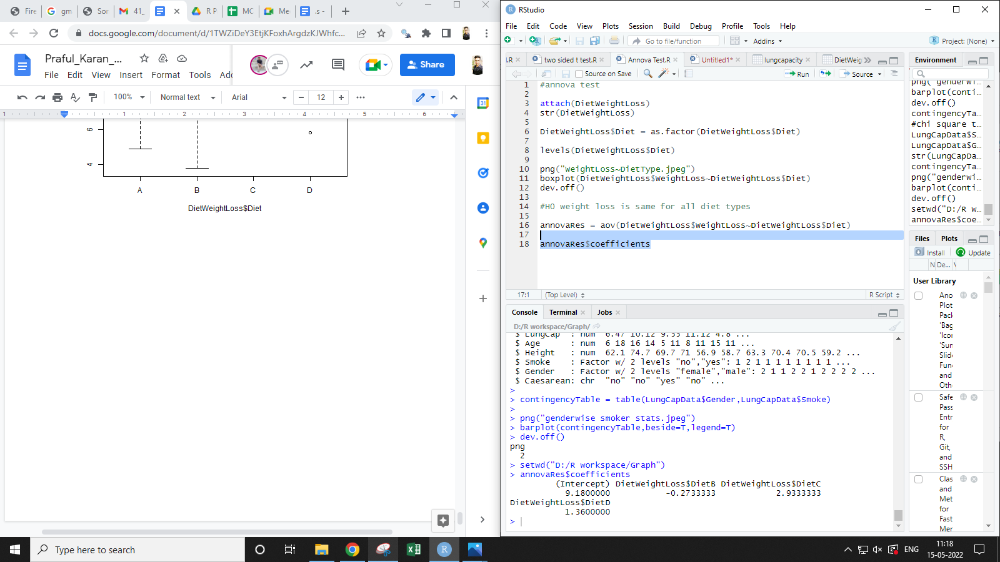 Fire
gm
Sor
41_
R P
MC
Me
.s -
docs.google.com/document/d/1TWZiDeY3EtjKFoxhArgdzKJWhfc...
Praful_Karan_...
Share
File Edit View Insert Format Tools Add
100% Normal text Arial 12
1 1 2 3 4 5 6
6
4
A B C D
DietWeightLoss$Diet
31
RStudio
File Edit Code View Plots Session Build Debug Profile Tools Help
Go to file/function
Addins
Project: (None)
l.R
two sided t test.R
Annova Test.R
Untitled1*
lungcapacity
DietWeig
Source on Save
Run
Source
1 #annova test
2
3 attach(DietWeightLoss)
4 str(DietWeightLoss)
5
6 DietWeightLoss$Diet = as.factor(DietWeightLoss$Diet)
7
8 levels(DietWeightLoss$Diet)
9
10 png("WeightLoss~DietType.jpeg")
11 boxplot(DietWeightLoss$WeightLoss~DietWeightLoss$Diet)
12 dev.off()
13
14 #H0 weight loss is same for all diet types
15
16 annovaRes = aov(DietWeightLoss$WeightLoss~DietWeightLoss$Diet)
17
18 annovaRes$coefficients
17:1 (Top Level) R Script
Console Terminal Jobs
D:/R workspace/Graph/
$ LungCap : num 6.47 10.12 9.55 11.12 4.8 ...
$ Age : num 6 18 16 14 5 11 8 11 15 11 ...
$ Height : num 62.1 74.7 69.7 71 56.9 58.7 63.3 70.4 70.5 59.2 ...
$ Smoke : Factor w/ 2 levels "no","yes": 1 2 1 1 1 1 1 1 1 1 ...
$ Gender : Factor w/ 2 levels "female","male": 2 1 1 2 2 1 2 2 2 2 ...
$ Caesarean: chr "no" "no" "yes" "no" ...
>
> contingencyTable = table(LungCapData$Gender,LungCapData$Smoke)
>
> png("genderwise smoker stats.jpeg")
> barplot(contingencyTable,beside=T,legend=T)
> dev.off()
png
2
> setwd("D:/R workspace/Graph")
> annovaRes$coefficients
(Intercept) DietWeightLoss$DietB DietWeightLoss$DietC
9.1800000 -0.2733333 2.9333333
DietWeightLoss$DietD
1.3600000
>
Environment
png("genderwi...
barplot(conti...
dev.off()
contingencyTa...
#chi square t...
LungCapData$S...
LungCapData$G...
str(LungCapDa...
contingencyTa...
png("genderwi...
barplot(conti...
dev.off()
setwd("D:/R w...
annovaRes$coe...
Files Plots
Install Update
N De... V
User Library
Ano
Plot
Pack
'Bag
'Icor
'Sun
Slide
Fun
and
Oth
Safe
Pass
Entr
for
R,
Git,
and
SSH
Clas
and
Met
for
Fast
Mer
Type here to search
ENG
11:18
15-05-2022